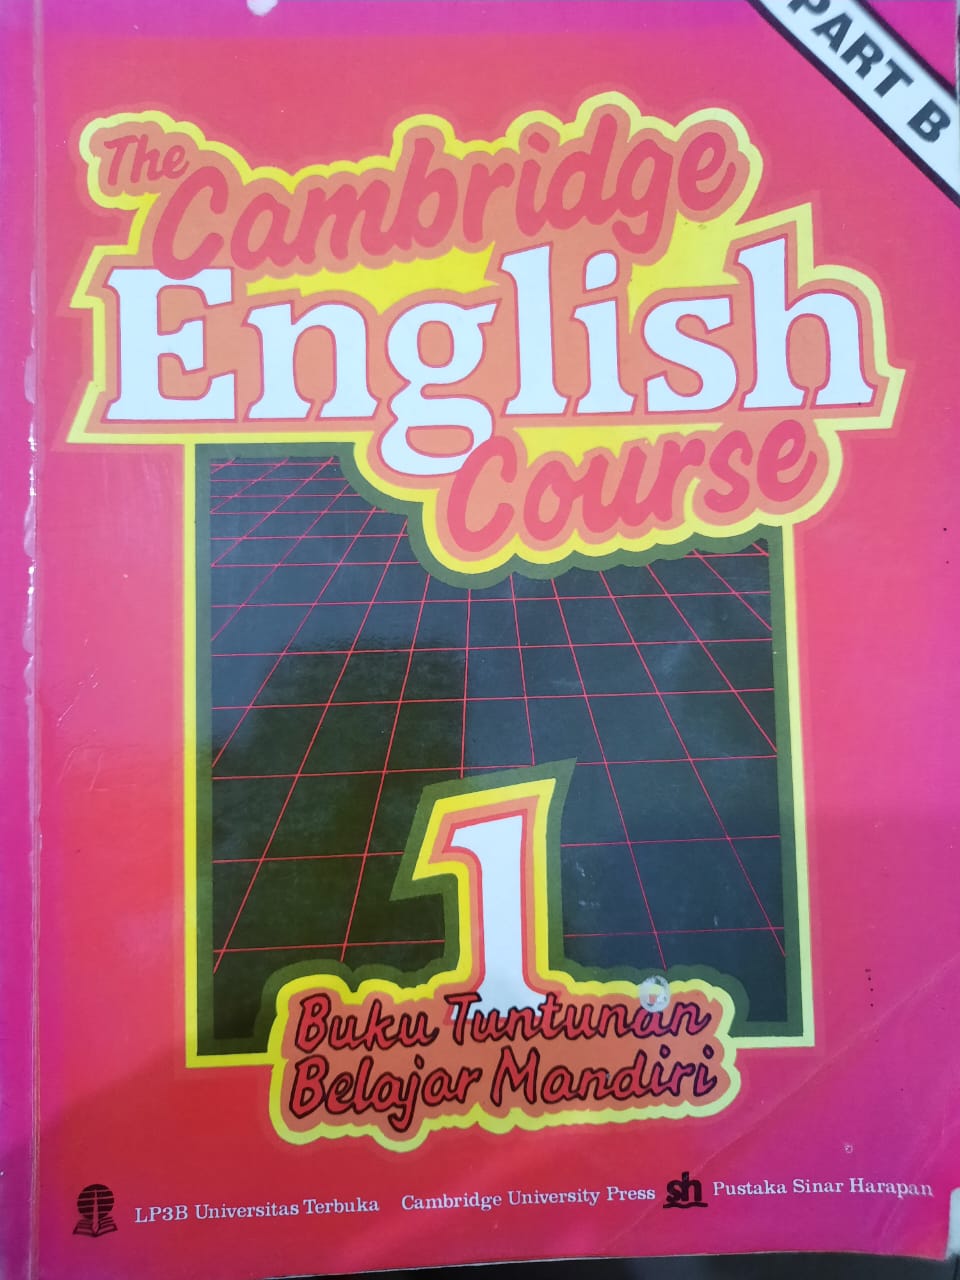 PART B
The
Cambridge
English
Course
1
Buku Tuntunan
Belajar Mandiri
LP3B Universitas Terbuka Cambridge University Press sh Pustaka Sinar Harapan